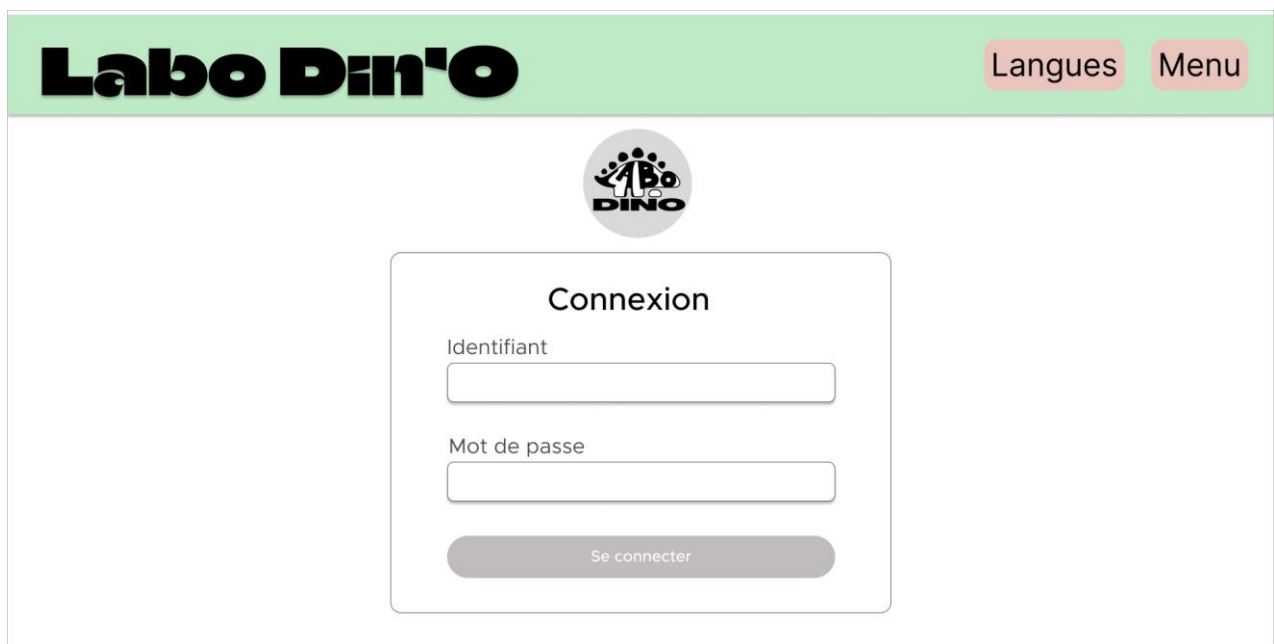 Labo Din'O
Langues Menu
LABO
DINO
Connexion
Identifiant
Mot de passe
Se connecter